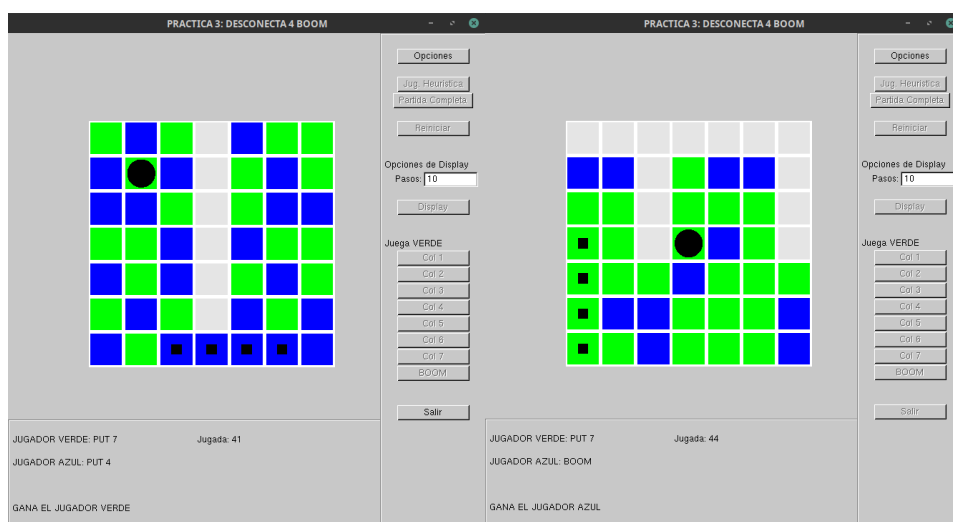 PRACTICA 3: DESCONECTA 4 BOOM
Opciones
Jug. Heuristica
Partida Completa
Reiniciar
Opciones de Display
Pasos: 10
Display
Juega VERDE
Col 1
Col 2
Col 3
Col 4
Col 5
Col 6
Col 7
BOOM
Salir
JUGADOR VERDE: PUT 7 Jugada: 41
JUGADOR AZUL: PUT 4
GANA EL JUGADOR VERDE
PRACTICA 3: DESCONECTA 4 BOOM
Opciones
Jug. Heuristica
Partida Completa
Reiniciar
Opciones de Display
Pasos: 10
Display
Juega VERDE
Col 1
Col 2
Col 3
Col 4
Col 5
Col 6
Col 7
BOOM
Salir
JUGADOR VERDE: PUT 7 Jugada: 44
JUGADOR AZUL: BOOM
GANA EL JUGADOR AZUL